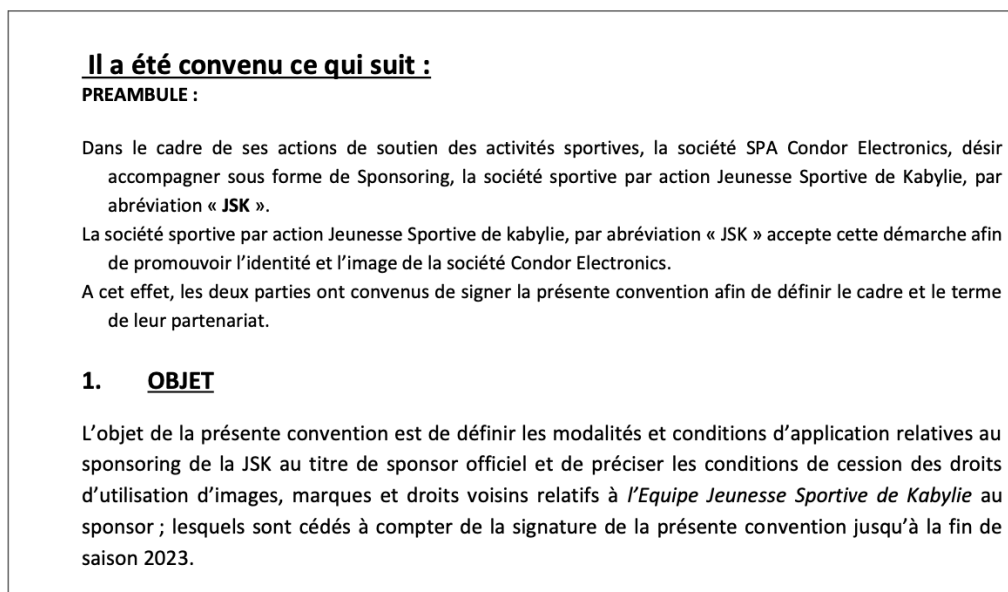 Il a été convenu ce qui suit :
PREAMBULE :
Dans le cadre de ses actions de soutien des activités sportives, la société SPA Condor Electronics, désir
accompagner sous forme de Sponsoring, la société sportive par action Jeunesse Sportive de Kabylie, par
abréviation « JSK ».
La société sportive par action Jeunesse Sportive de kabylie, par abréviation « JSK » accepte cette démarche afin
de promouvoir l’identité et l’image de la société Condor Electronics.
A cet effet, les deux parties ont convenus de signer la présente convention afin de définir le cadre et le terme
de leur partenariat.
1. OBJET
L’objet de la présente convention est de définir les modalités et conditions d’application relatives au
sponsoring de la JSK au titre de sponsor officiel et de préciser les conditions de cession des droits
d’utilisation d’images, marques et droits voisins relatifs à l’Equipe Jeunesse Sportive de Kabylie au
sponsor ; lesquels sont cédés à compter de la signature de la présente convention jusqu’à la fin de
saison 2023.